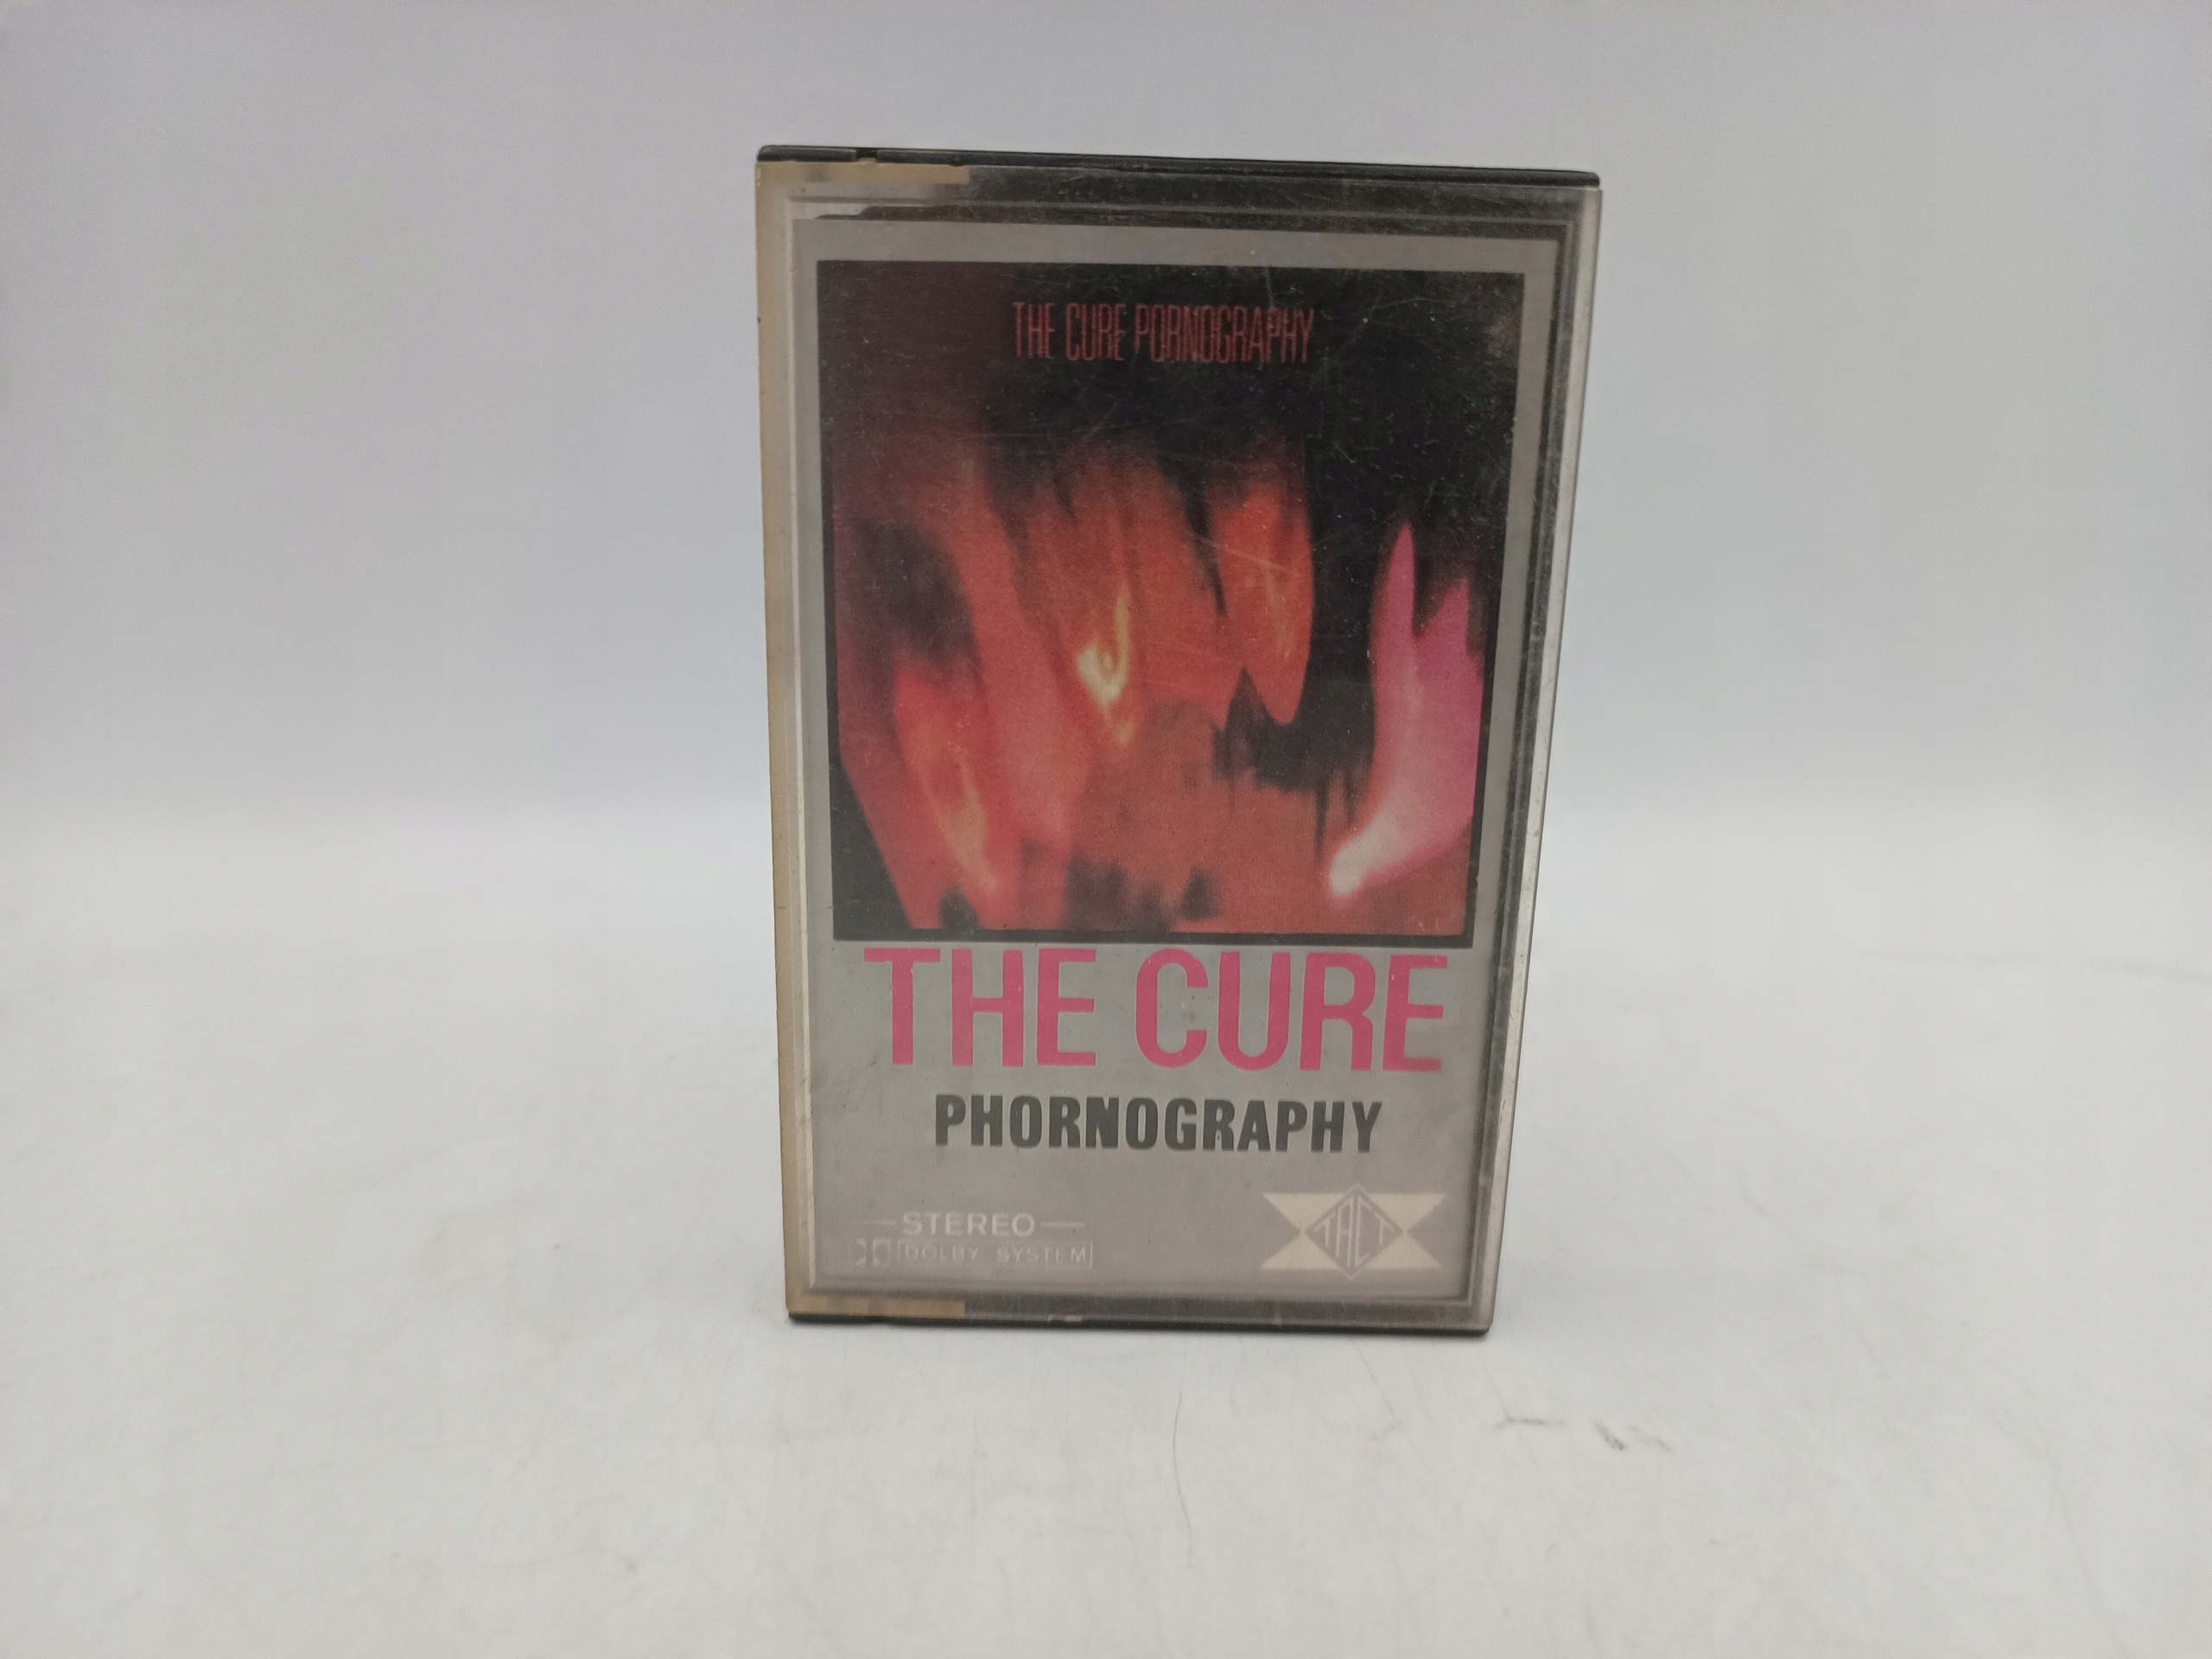 THE CURE PORNOGRAPHY
THE CURE
PHORNOGRAPHY
STEREO
DOLBY SYSTEM
TACT